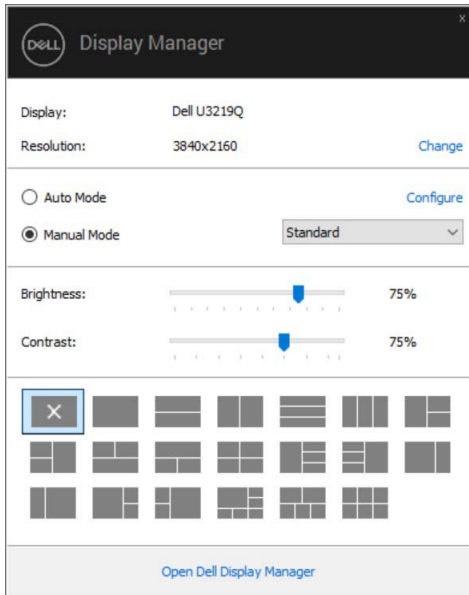 x
DELL Display Manager
Display: Dell U3219Q
Resolution: 3840x2160 Change
Auto Mode Configure
Manual Mode Standard
Brightness: 75%
Contrast: 75%
Open Dell Display Manager